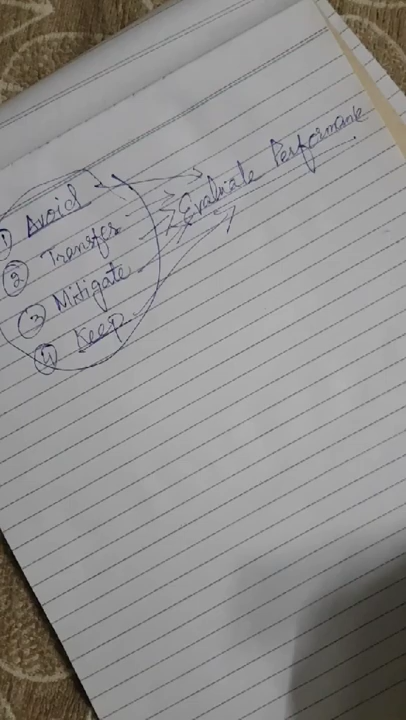 ① Avoid
② Transfer
③ Mitigate
④ Keep
Evaluate Performance